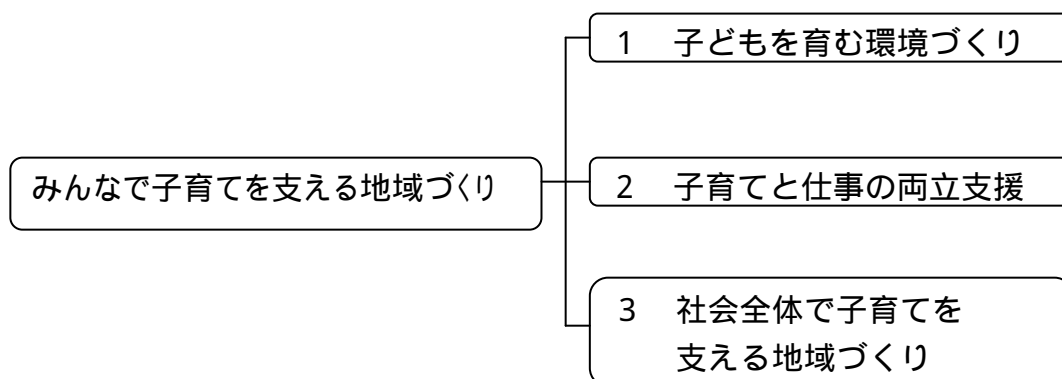 みんなで子育てを支える地域づくり
1　子どもを育む環境づくり
2　子育てと仕事の両立支援
3　社会全体で子育てを
支える地域づくり